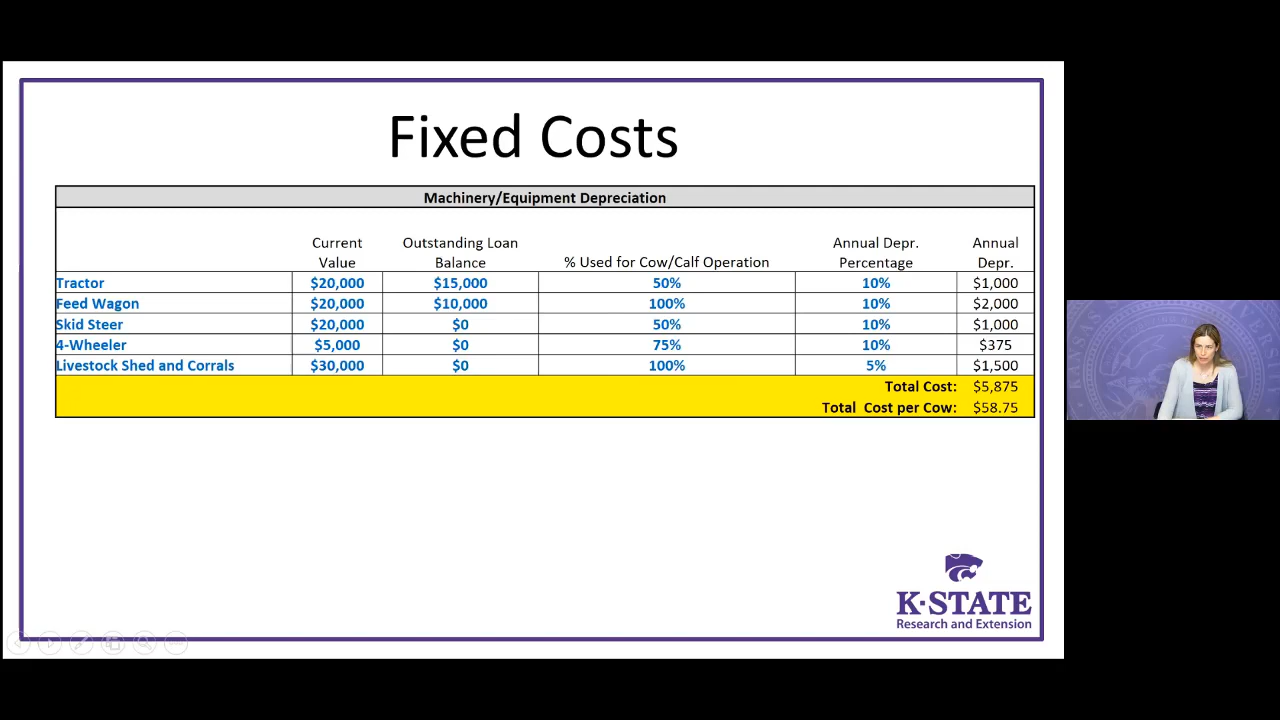 Fixed Costs
Machinery/Equipment Depreciation
Current Value Outstanding Loan Balance % Used for Cow/Calf Operation Annual Depr. Percentage Annual Depr.
Tractor $20,000 $15,000 50% 10% $1,000
Feed Wagon $20,000 $10,000 100% 10% $2,000
Skid Steer $20,000 $0 50% 10% $1,000
4-Wheeler $5,000 $0 75% 10% $375
Livestock Shed and Corrals $30,000 $0 100% 5% $1,500
Total Cost: $5,875
Total Cost per Cow: $58.75
K-STATE
Research and Extension